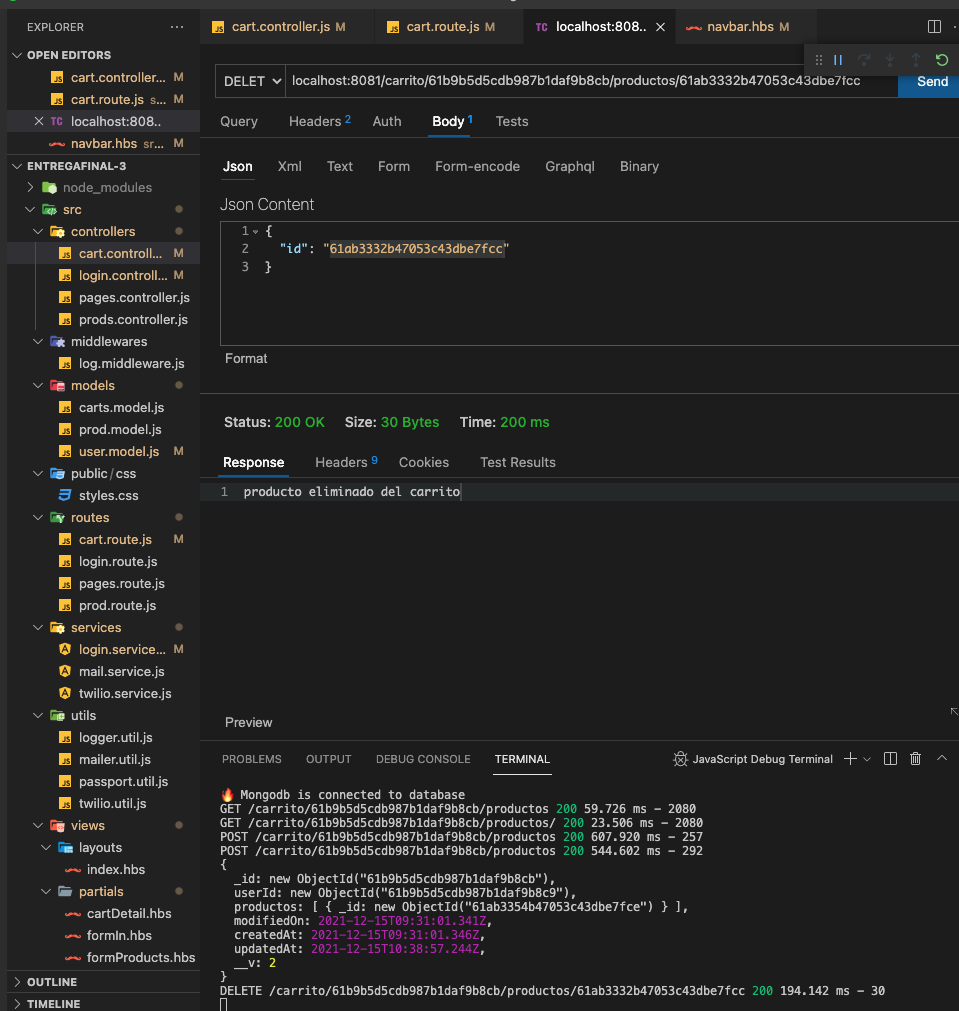 EXPLORER
OPEN EDITORS
cart.controller... M
cart.route.js s... M
TC localhost:808..
navbar.hbs sr... M
ENTREGAFINAL-3
node_modules
src
controllers
JS cart.controll... M
JS login.controll... M
JS pages.controller.js
JS prods.controller.js
middlewares
JS log.middleware.js
models
JS carts.model.js
JS prod.model.js
JS user.model.js M
public / css
styles.css
routes
JS cart.route.js M
JS login.route.js
JS pages.route.js
JS prod.route.js
services
login.service... M
mail.service.js
twilio.service.js
utils
JS logger.util.js
JS mailer.util.js
JS passport.util.js
JS twilio.util.js
views
layouts
index.hbs
partials
cartDetail.hbs
formIn.hbs
formProducts.hbs
OUTLINE
TIMELINE
JS cart.controller.js M
JS cart.route.js M
TC localhost:808..
navbar.hbs M
DELET localhost:8081/carrito/61b9b5d5cdb987b1daf9b8cb/productos/61ab3332b47053c43dbe7fcc Send
Query Headers 2 Auth Body 1 Tests
Json Xml Text Form Form-encode Graphql Binary
Json Content
1 {
2 "id": "61ab3332b47053c43dbe7fcc"
3 }
Format
Status: 200 OK Size: 30 Bytes Time: 200 ms
Response Headers 9 Cookies Test Results
1 producto eliminado del carrito
Preview
PROBLEMS OUTPUT DEBUG CONSOLE TERMINAL JavaScript Debug Terminal
🔥 Mongodb is connected to database
GET /carrito/61b9b5d5cdb987b1daf9b8cb/productos 200 59.726 ms - 2080
GET /carrito/61b9b5d5cdb987b1daf9b8cb/productos/ 200 23.506 ms - 2080
POST /carrito/61b9b5d5cdb987b1daf9b8cb/productos 200 607.920 ms - 257
POST /carrito/61b9b5d5cdb987b1daf9b8cb/productos 200 544.602 ms - 292
{
_id: new ObjectId("61b9b5d5cdb987b1daf9b8cb"),
userId: new ObjectId("61b9b5d5cdb987b1daf9b8c9"),
productos: [ { _id: new ObjectId("61ab3354b47053c43dbe7fce") } ],
modifiedOn: 2021-12-15T09:31:01.341Z,
createdAt: 2021-12-15T09:31:01.346Z,
updatedAt: 2021-12-15T10:38:57.244Z,
__v: 2
}
DELETE /carrito/61b9b5d5cdb987b1daf9b8cb/productos/61ab3332b47053c43dbe7fcc 200 194.142 ms - 30